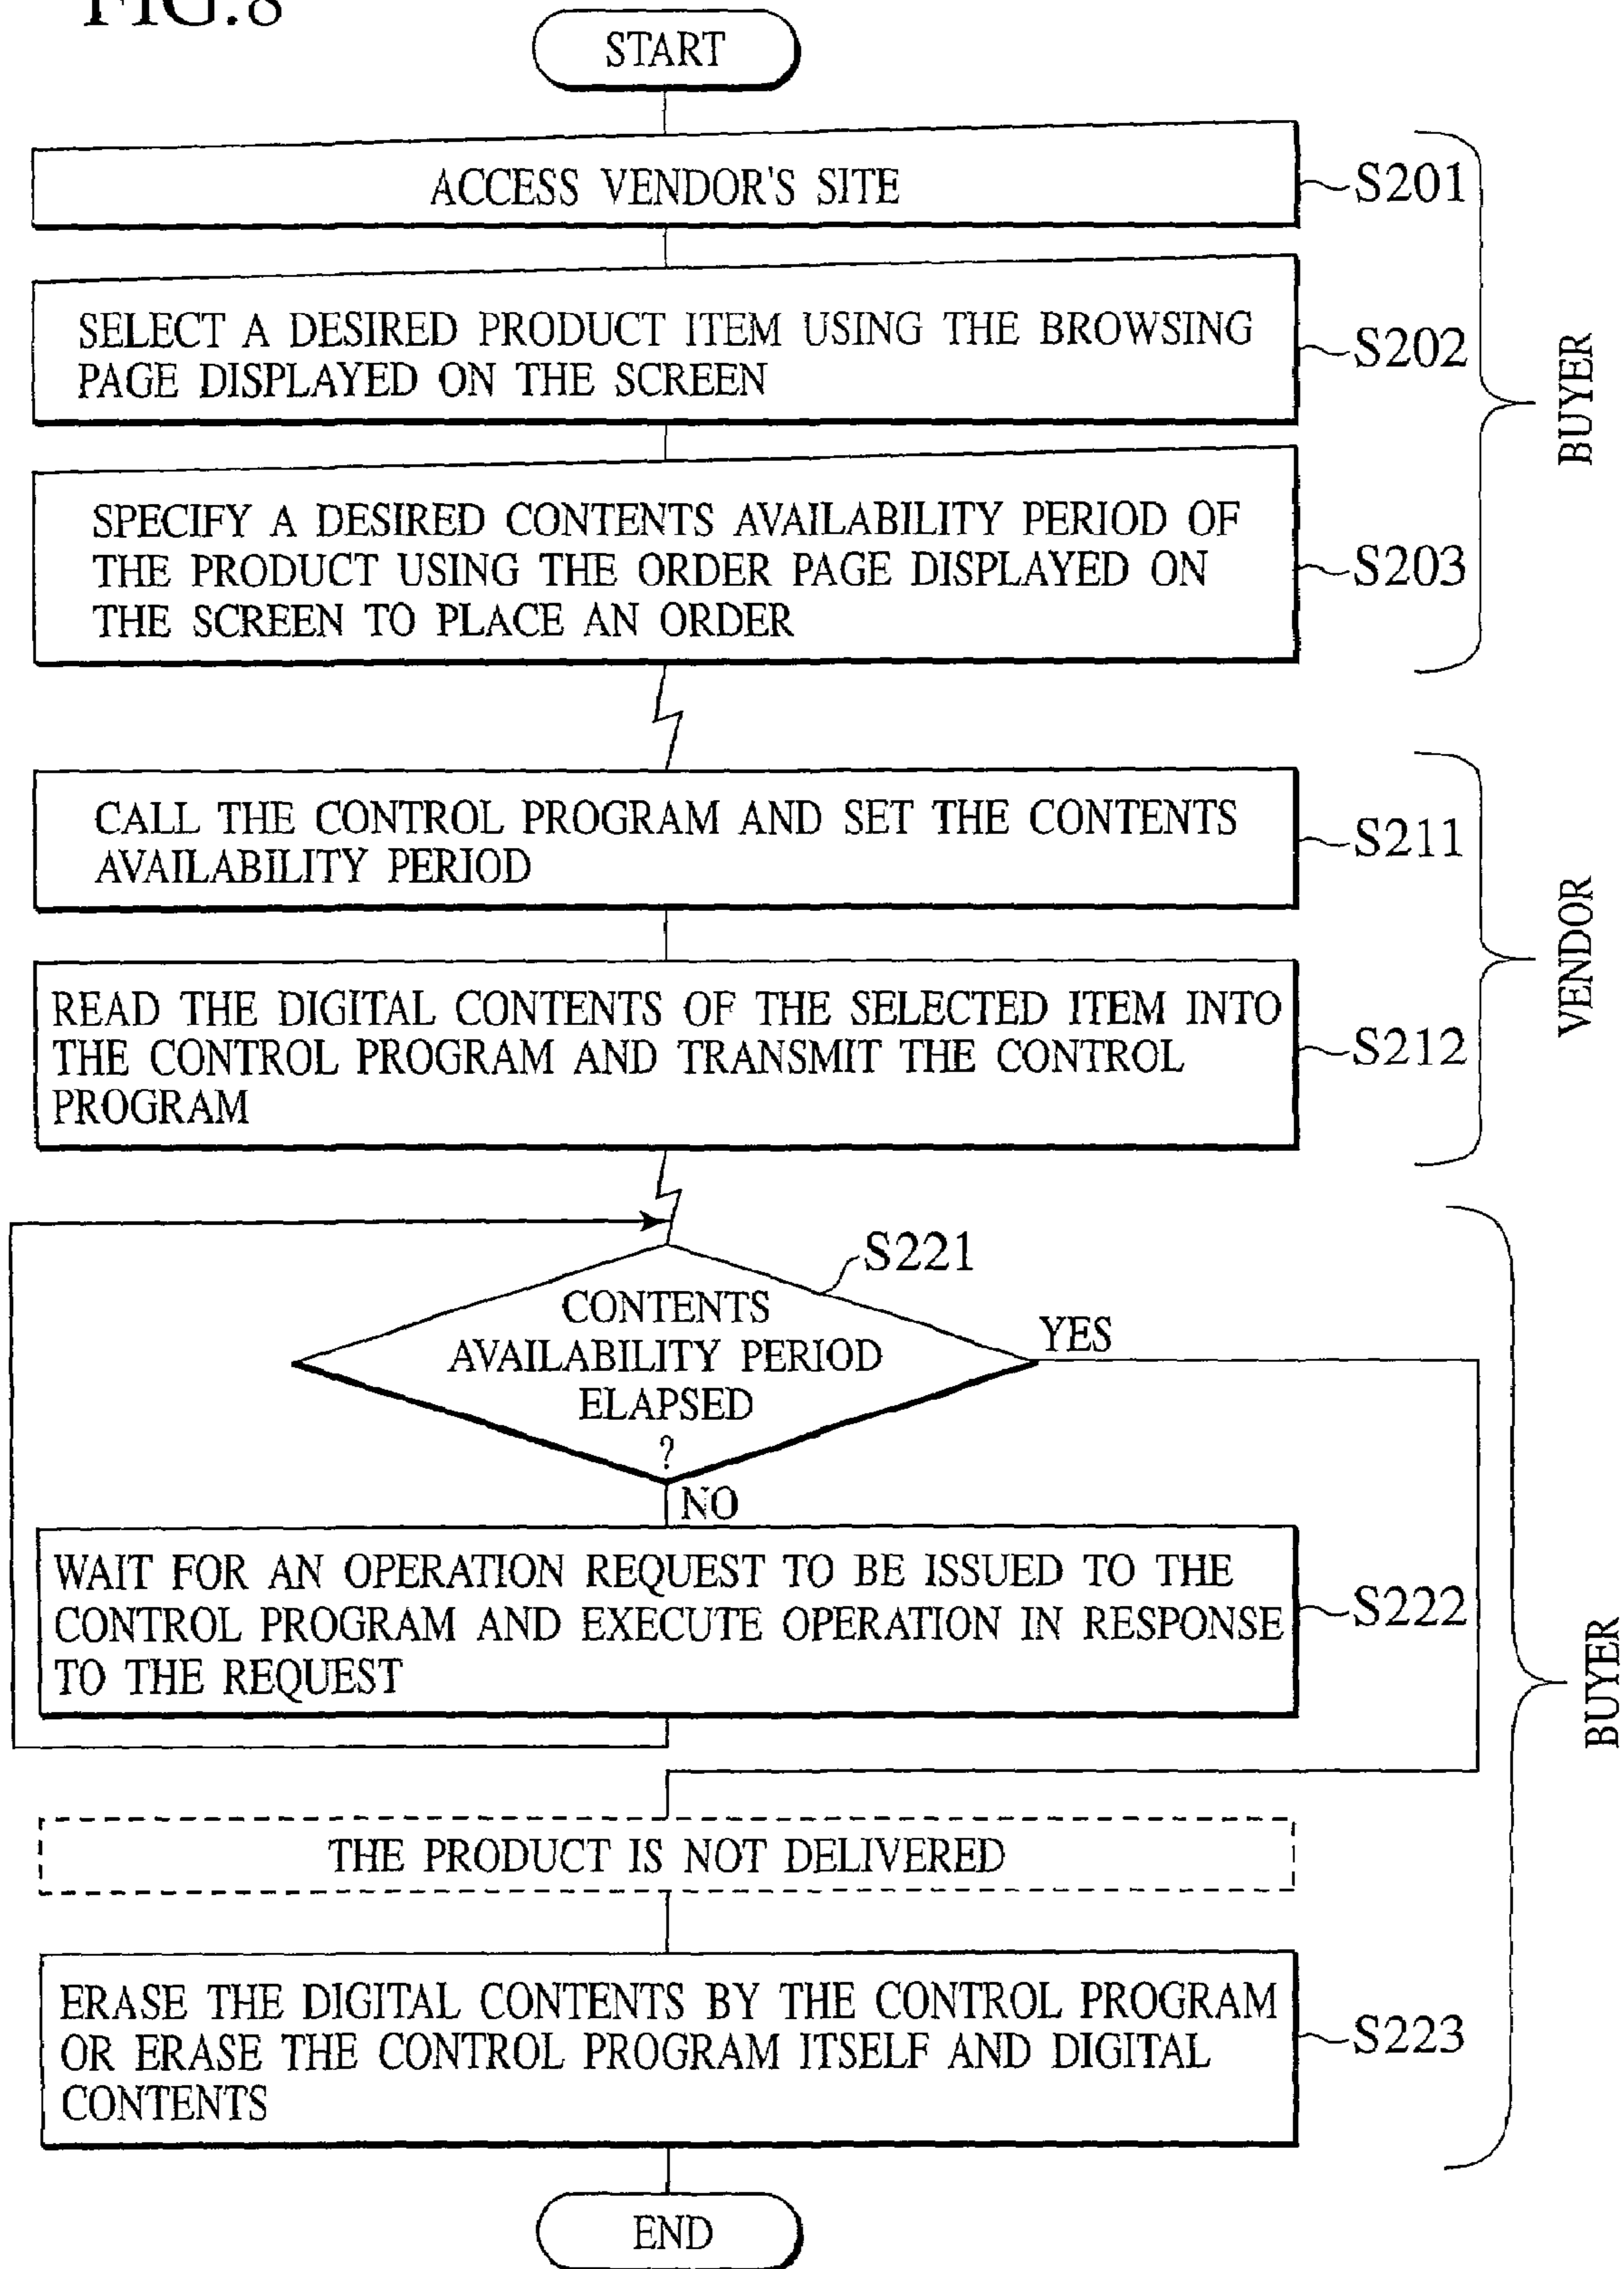 FIG.8
START
ACCESS VENDOR'S SITE
S201
SELECT A DESIRED PRODUCT ITEM USING THE BROWSING
PAGE DISPLAYED ON THE SCREEN
S202
SPECIFY A DESIRED CONTENTS AVAILABILITY PERIOD OF
THE PRODUCT USING THE ORDER PAGE DISPLAYED ON
THE SCREEN TO PLACE AN ORDER
S203
BUYER
CALL THE CONTROL PROGRAM AND SET THE CONTENTS
AVAILABILITY PERIOD
S211
READ THE DIGITAL CONTENTS OF THE SELECTED ITEM INTO
THE CONTROL PROGRAM AND TRANSMIT THE CONTROL
PROGRAM
S212
VENDOR
S221
CONTENTS
AVAILABILITY PERIOD
ELAPSED
?
YES
NO
WAIT FOR AN OPERATION REQUEST TO BE ISSUED TO THE
CONTROL PROGRAM AND EXECUTE OPERATION IN RESPONSE
TO THE REQUEST
S222
BUYER
THE PRODUCT IS NOT DELIVERED
ERASE THE DIGITAL CONTENTS BY THE CONTROL PROGRAM
OR ERASE THE CONTROL PROGRAM ITSELF AND DIGITAL
CONTENTS
S223
END